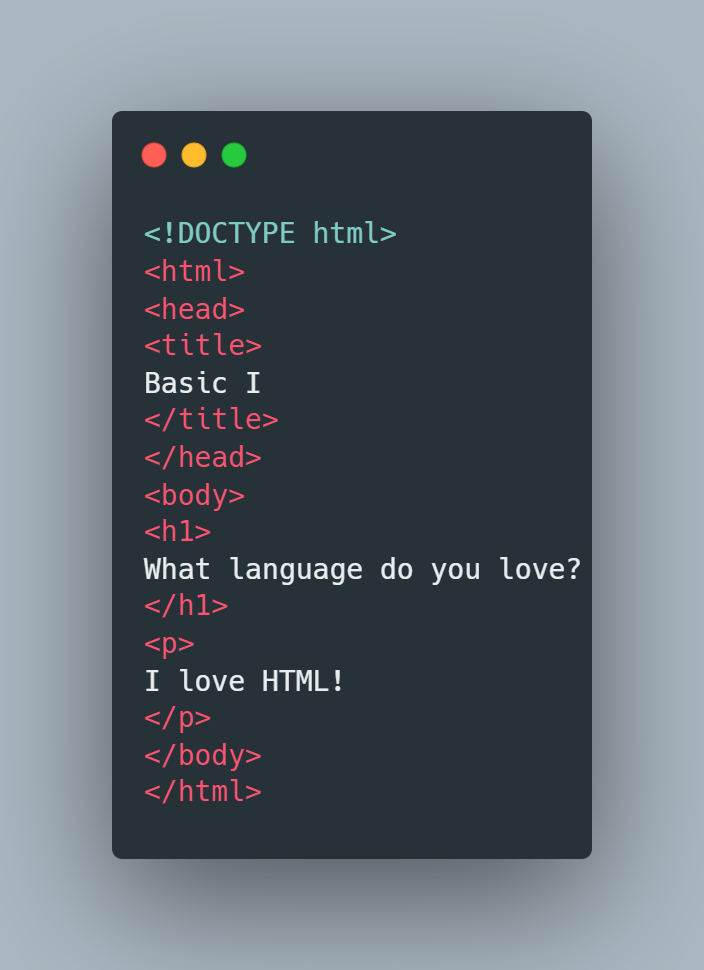 <!DOCTYPE html>
<html>
<head>
<title>
Basic I
</title>
</head>
<body>
<h1>
What language do you love?
</h1>
<p>
I love HTML!
</p>
</body>
</html>